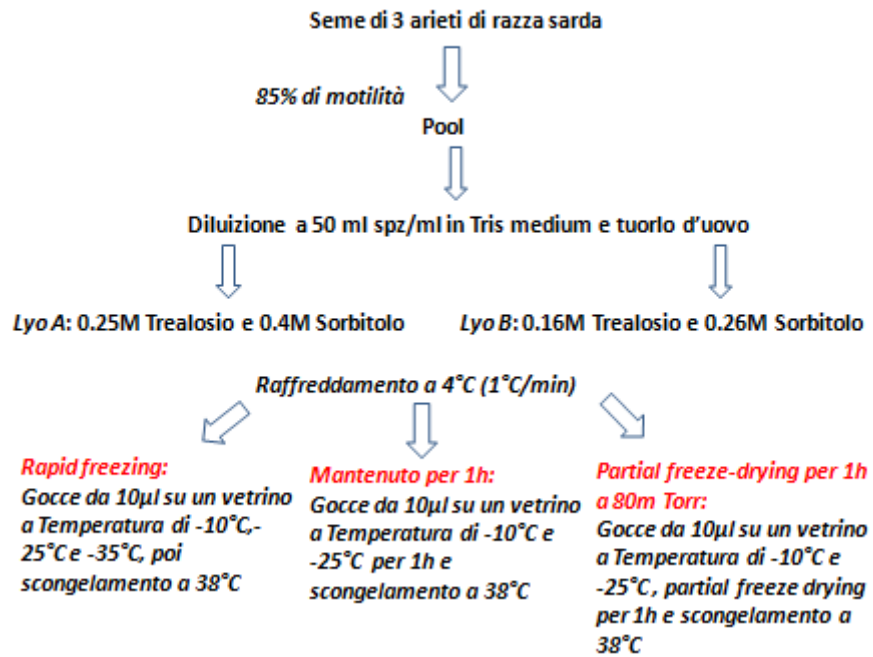 Seme di 3 arieti di razza sarda
85% di motilità
Pool
Diluizione a 50 ml spz/ml in Tris medium e tuorlo d'uovo
Lyo A: 0.25M Trealosio e 0.4M Sorbitolo
Lyo B: 0.16M Trealosio e 0.26M Sorbitolo
Raffreddamento a 4°C (1°C/min)
Rapid freezing:
Gocce da 10µl su un vetrino
a Temperatura di -10°C,-
25°C e -35°C, poi
scongelamento a 38°C
Mantenuto per 1h:
Gocce da 10µl su un vetrino
a Temperatura di -10°C e
-25°C per 1h e
scongelamento a 38°C
Partial freeze-drying per 1h
a 80m Torr:
Gocce da 10µl su un vetrino
a Temperatura di -10°C e
-25°C , partial freeze drying
per 1h e scongelamento a
38°C